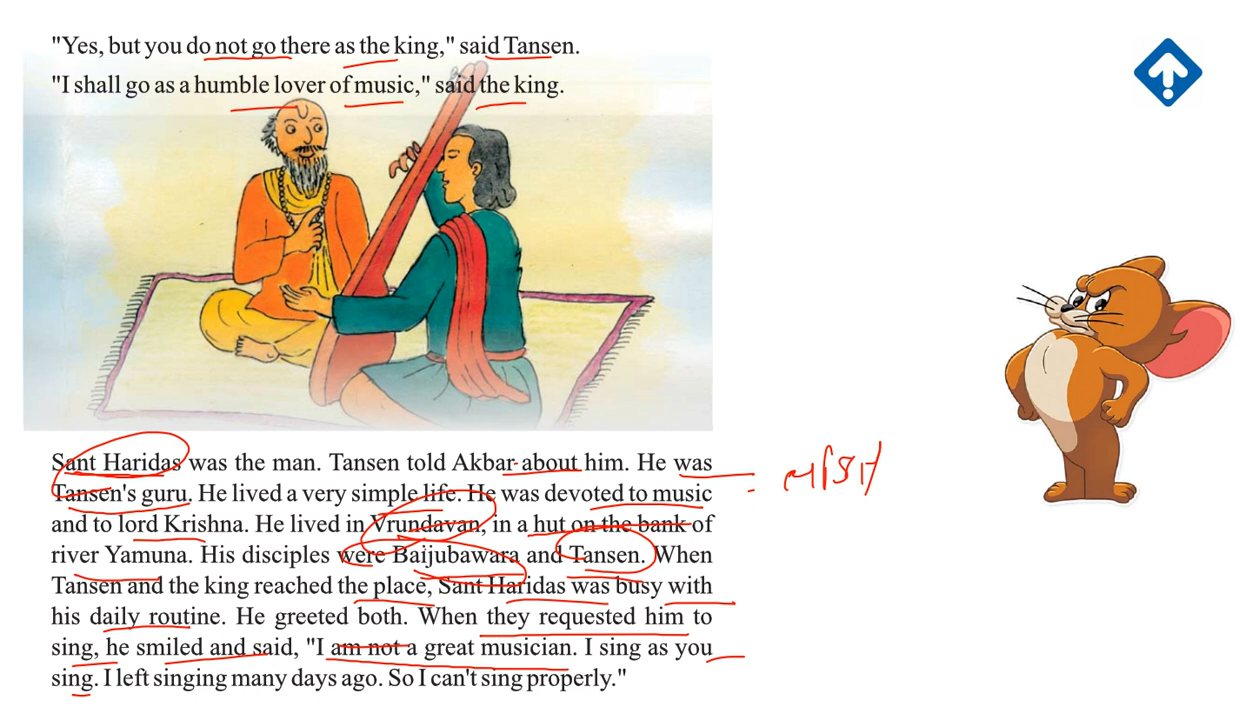 "Yes, but you do not go there as the king," said Tansen.
"I shall go as a humble lover of music," said the king.
Sant Haridas was the man. Tansen told Akbar about him. He was
Tansen's guru. He lived a very simple life. He was devoted to music
and to lord Krishna. He lived in Vrundavan, in a hut on the bank of
river Yamuna. His disciples were Baijubawara and Tansen. When
Tansen and the king reached the place, Sant Haridas was busy with
his daily routine. He greeted both. When they requested him to
sing, he smiled and said, "I am not a great musician. I sing as you
sing. I left singing many days ago. So I can't sing properly."